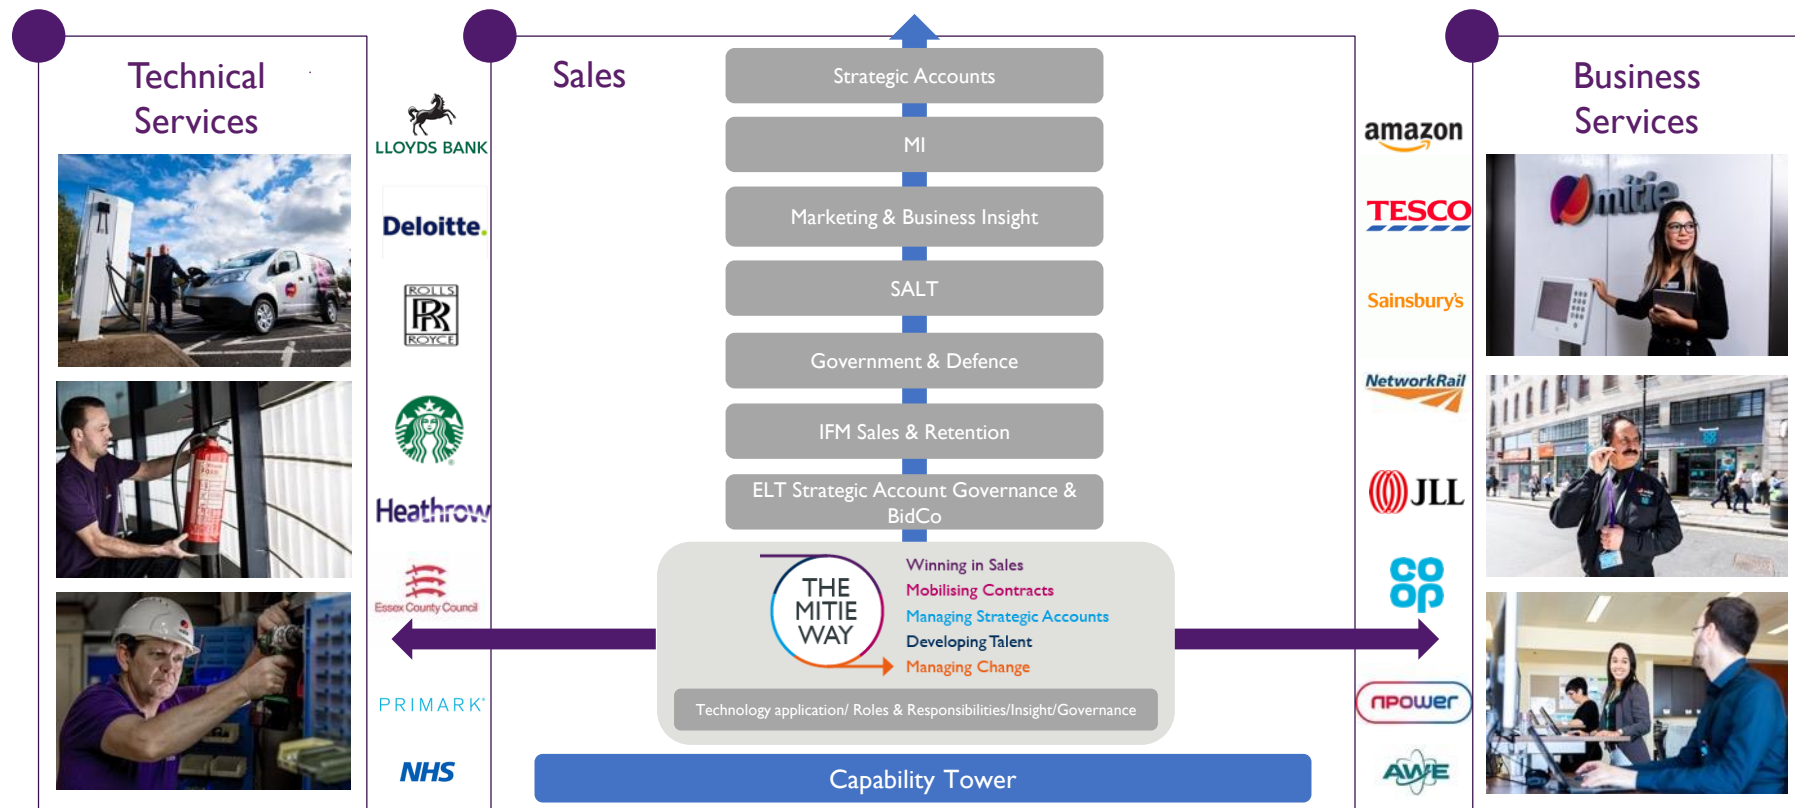 Technical
Services
LLOYDS BANK
Deloitte.
ROLLS
RR
ROYCE
Heathrow
Essex County Council
PRIMARK
NHS
Sales
Strategic Accounts
MI
Marketing & Business Insight
SALT
Government & Defence
IFM Sales & Retention
ELT Strategic Account Governance &
BidCo
THE
MITIE
WAY
Winning in Sales
Mobilising Contracts
Managing Strategic Accounts
Developing Talent
Managing Change
Technology application/ Roles & Responsibilities/Insight/Governance
Capability Tower
amazon
TESCO
Sainsbury's
NetworkRail
JLL
CO
OP
npower
AWE
Business
Services
mitie